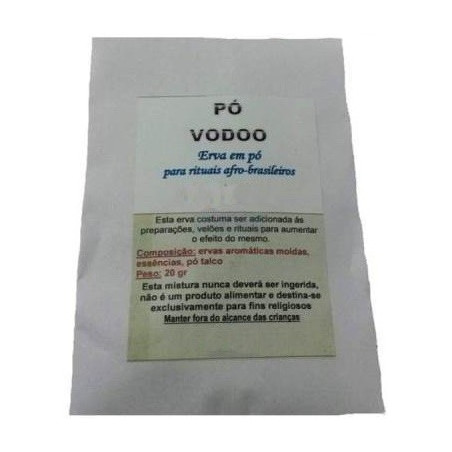 PÓ
VODOO
Erva em pó
para rituais afro-brasileiros
Esta erva costuma ser adicionada ás
preparações, velões e rituais para aumentar
o efeito do mesmo.
Composição: ervas aromáticas moidas,
essências, pó talco
Peso: 20 gr
Esta mistura nunca deverá ser ingerida,
não é um produto alimentar e destina-se
exclusivamente para fins religiosos
Manter fora do alcance das crianças